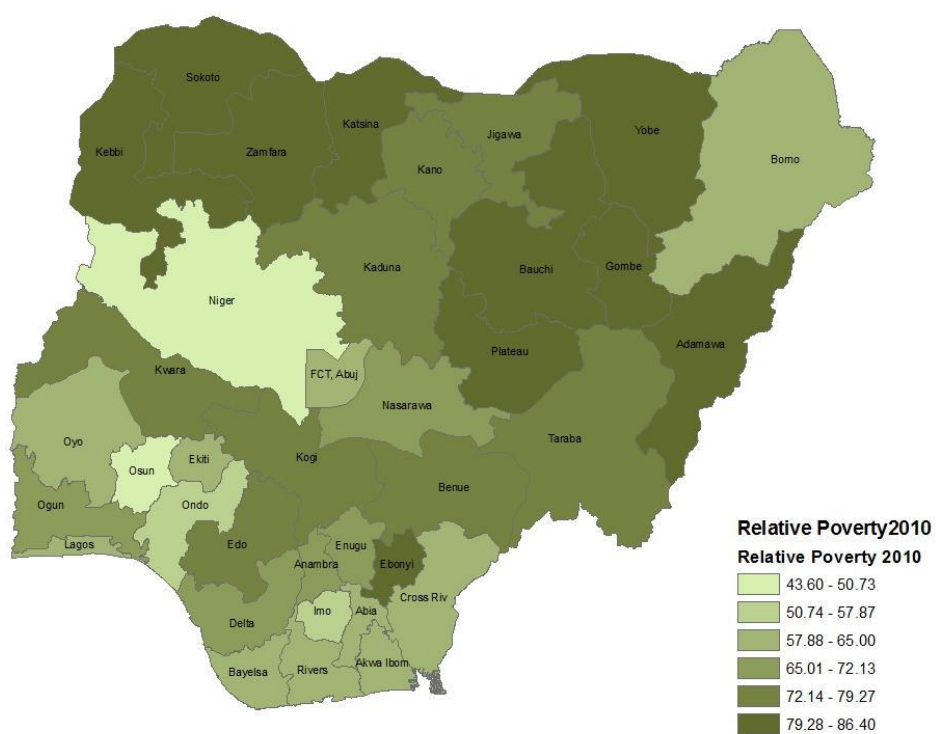 Sokoto
Katsina
Yobe
Jigawa
Kebbi
Zamfara
Borno
Kano
Kaduna
Bauchi
Gombe
Niger
Adamawa
Plateau
FCT, Abuj
Kwara
Nasarawa
Taraba
Oyo
Osun
Ekiti
Kogi
Benue
Ondo
Ogun
Lagos
Edo
Enugu
Anambra
Ebonyi
Cross Riv
Imo
Abia
Delta
Bayelsa
Rivers
Akwa Ibom
Relative Poverty2010
Relative Poverty 2010
43.60 - 50.73
50.74 - 57.87
57.88 - 65.00
65.01 - 72.13
72.14 - 79.27
79.28 - 86.40